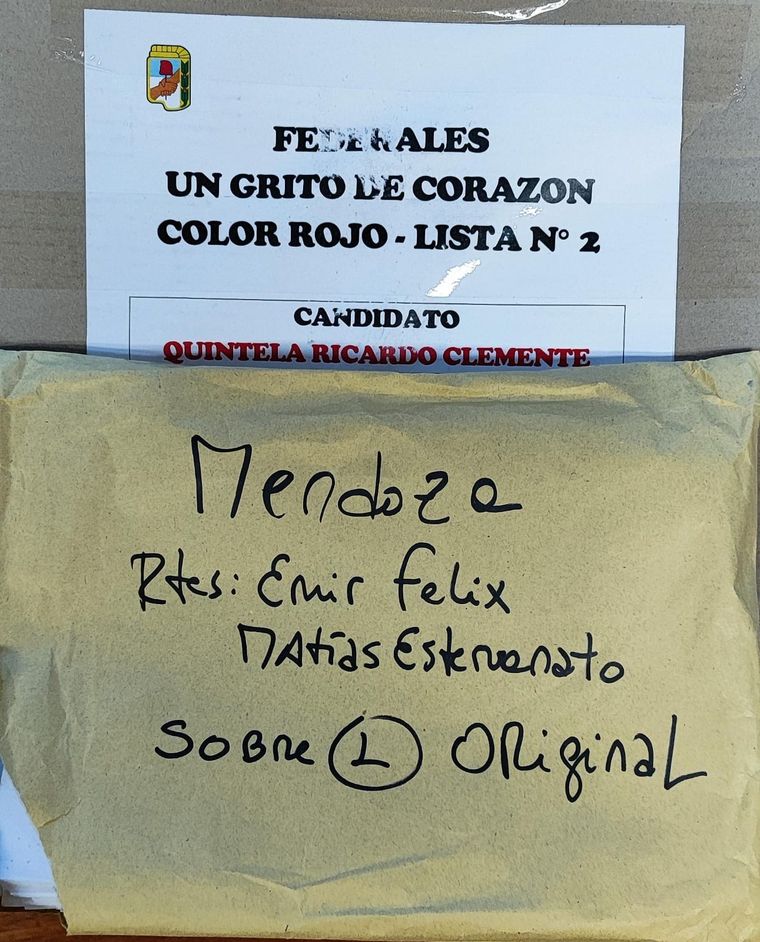 FEDERALES
UN GRITO DE CORAZON
COLOR ROJO - LISTA N° 2
CANDIDATO
QUINTELA RICARDO CLEMENTE
Mendoza
Rtes: Emir Felix
Matias Estevanato
Sobre 1 Original